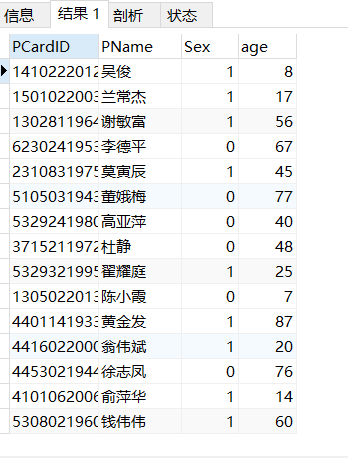 信息 结果 1 剖析 状态
PCardID PName Sex age
1410222012 吴俊 1 8
1501022003 兰常杰 1 17
1302811964 谢敏富 1 56
6230241953 李德平 0 67
2310831975 莫寅辰 1 45
5105031943 董娥梅 0 77
5329241980 高亚萍 0 40
3715211972 杜静 0 48
5329321995 翟耀庭 1 25
1305022013 陈小霞 0 7
4401141933 黄金发 1 87
4416022000 翁伟斌 1 20
4453021944 徐志凤 0 76
4101062006 俞萍华 1 14
5308021960 钱伟伟 1 60